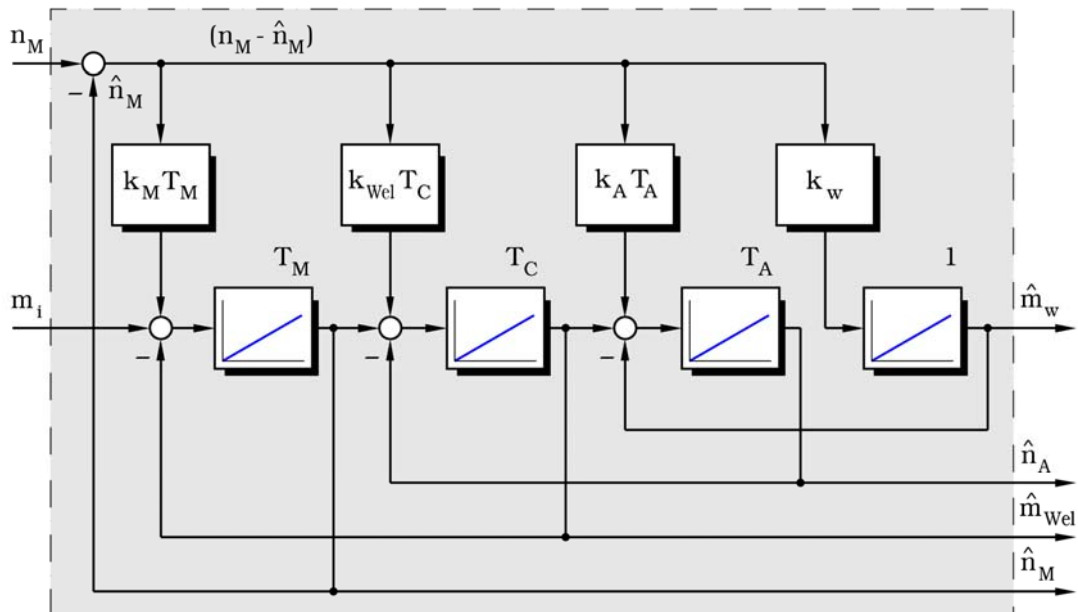 n_M
(n_M - n̂_M)
− n̂_M
k_M T_M
k_Wel T_C
k_A T_A
k_w
T_M
T_C
T_A
1
m_i
m̂_w
−
−
−
n̂_A
m̂_Wel
n̂_M